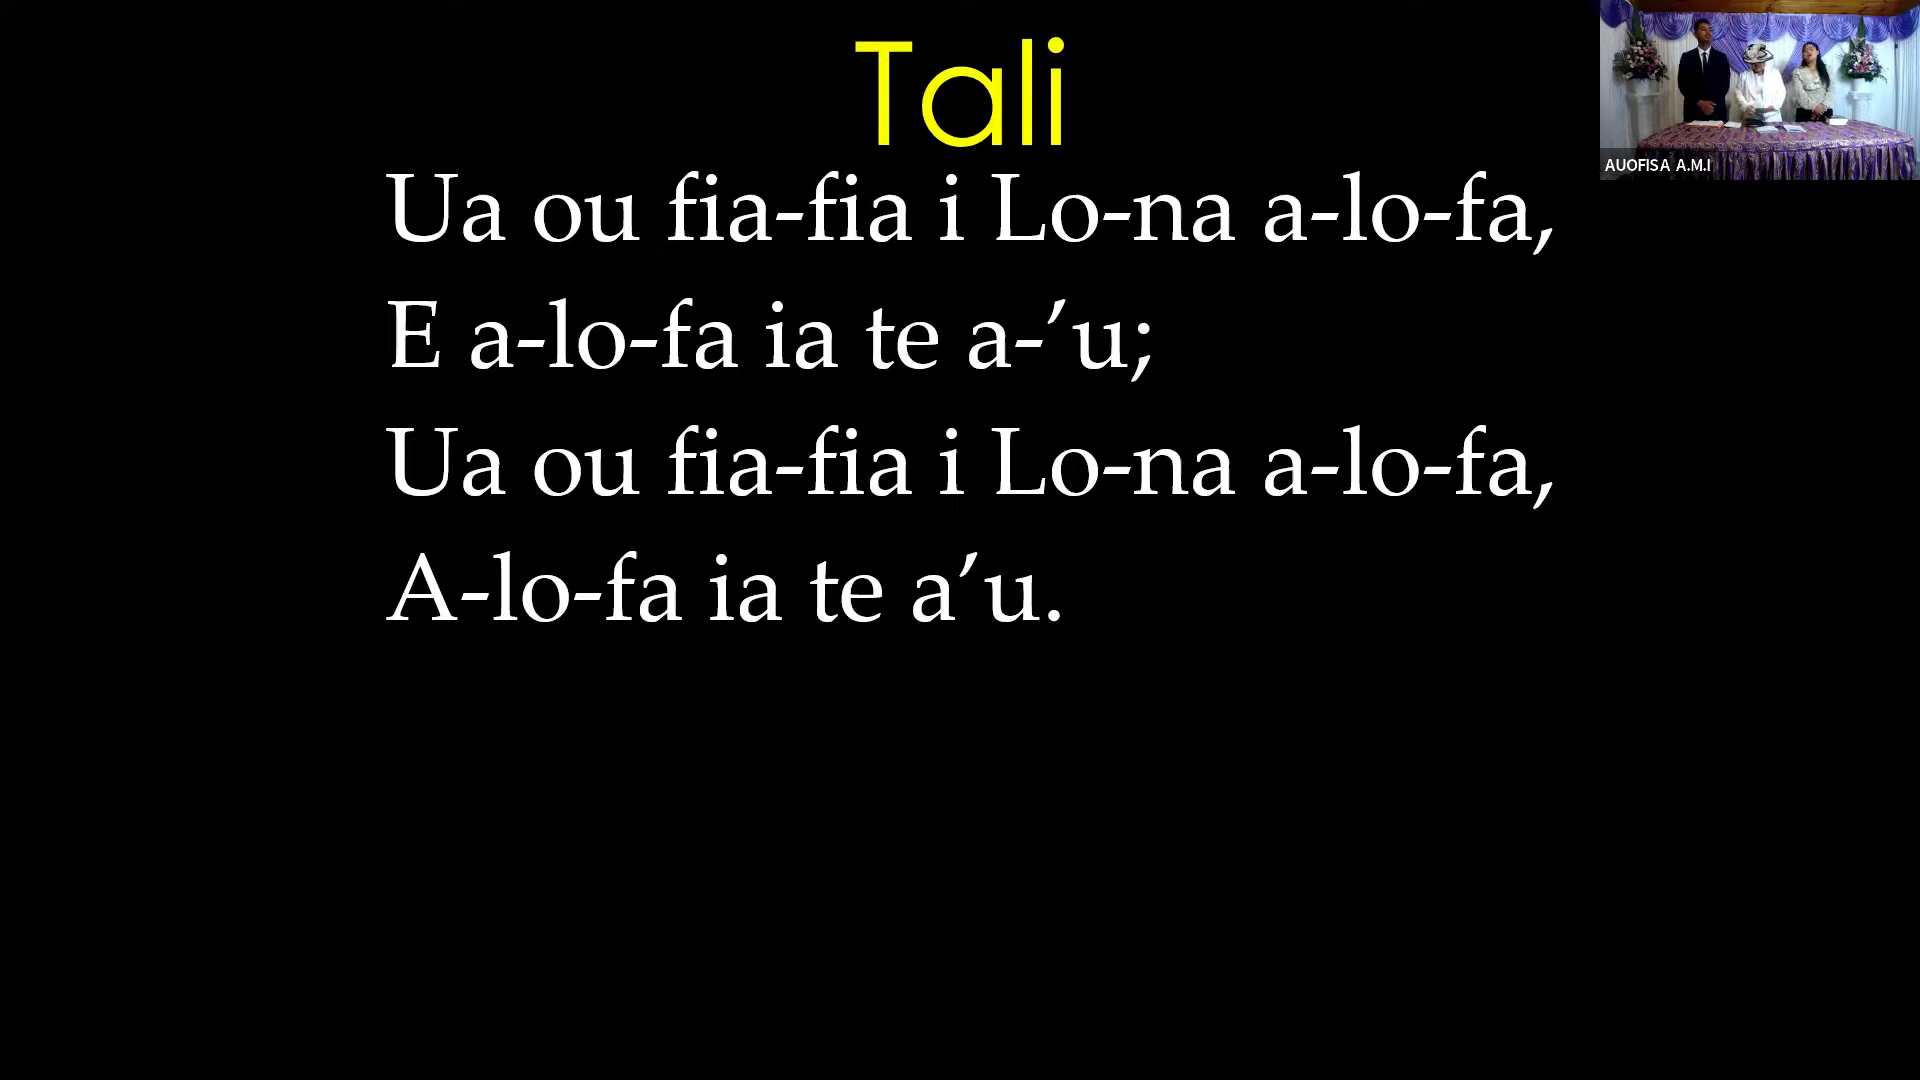 Tali
Ua ou fia-fia i Lo-na a-lo-fa,
E a-lo-fa ia te a-’u;
Ua ou fia-fia i Lo-na a-lo-fa,
A-lo-fa ia te a’u.
AUOFISA A.M.I